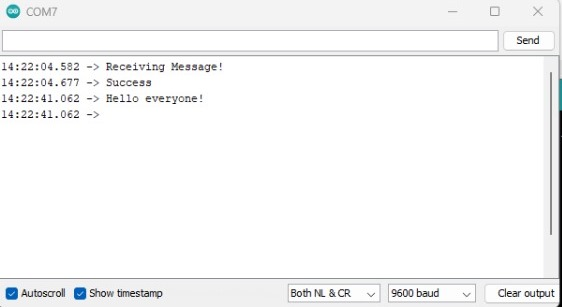 COM7
Send
14:22:04.582 -> Receiving Message!
14:22:04.677 -> Success
14:22:41.062 -> Hello everyone!
14:22:41.062 ->
Autoscroll Show timestamp Both NL & CR 9600 baud Clear output